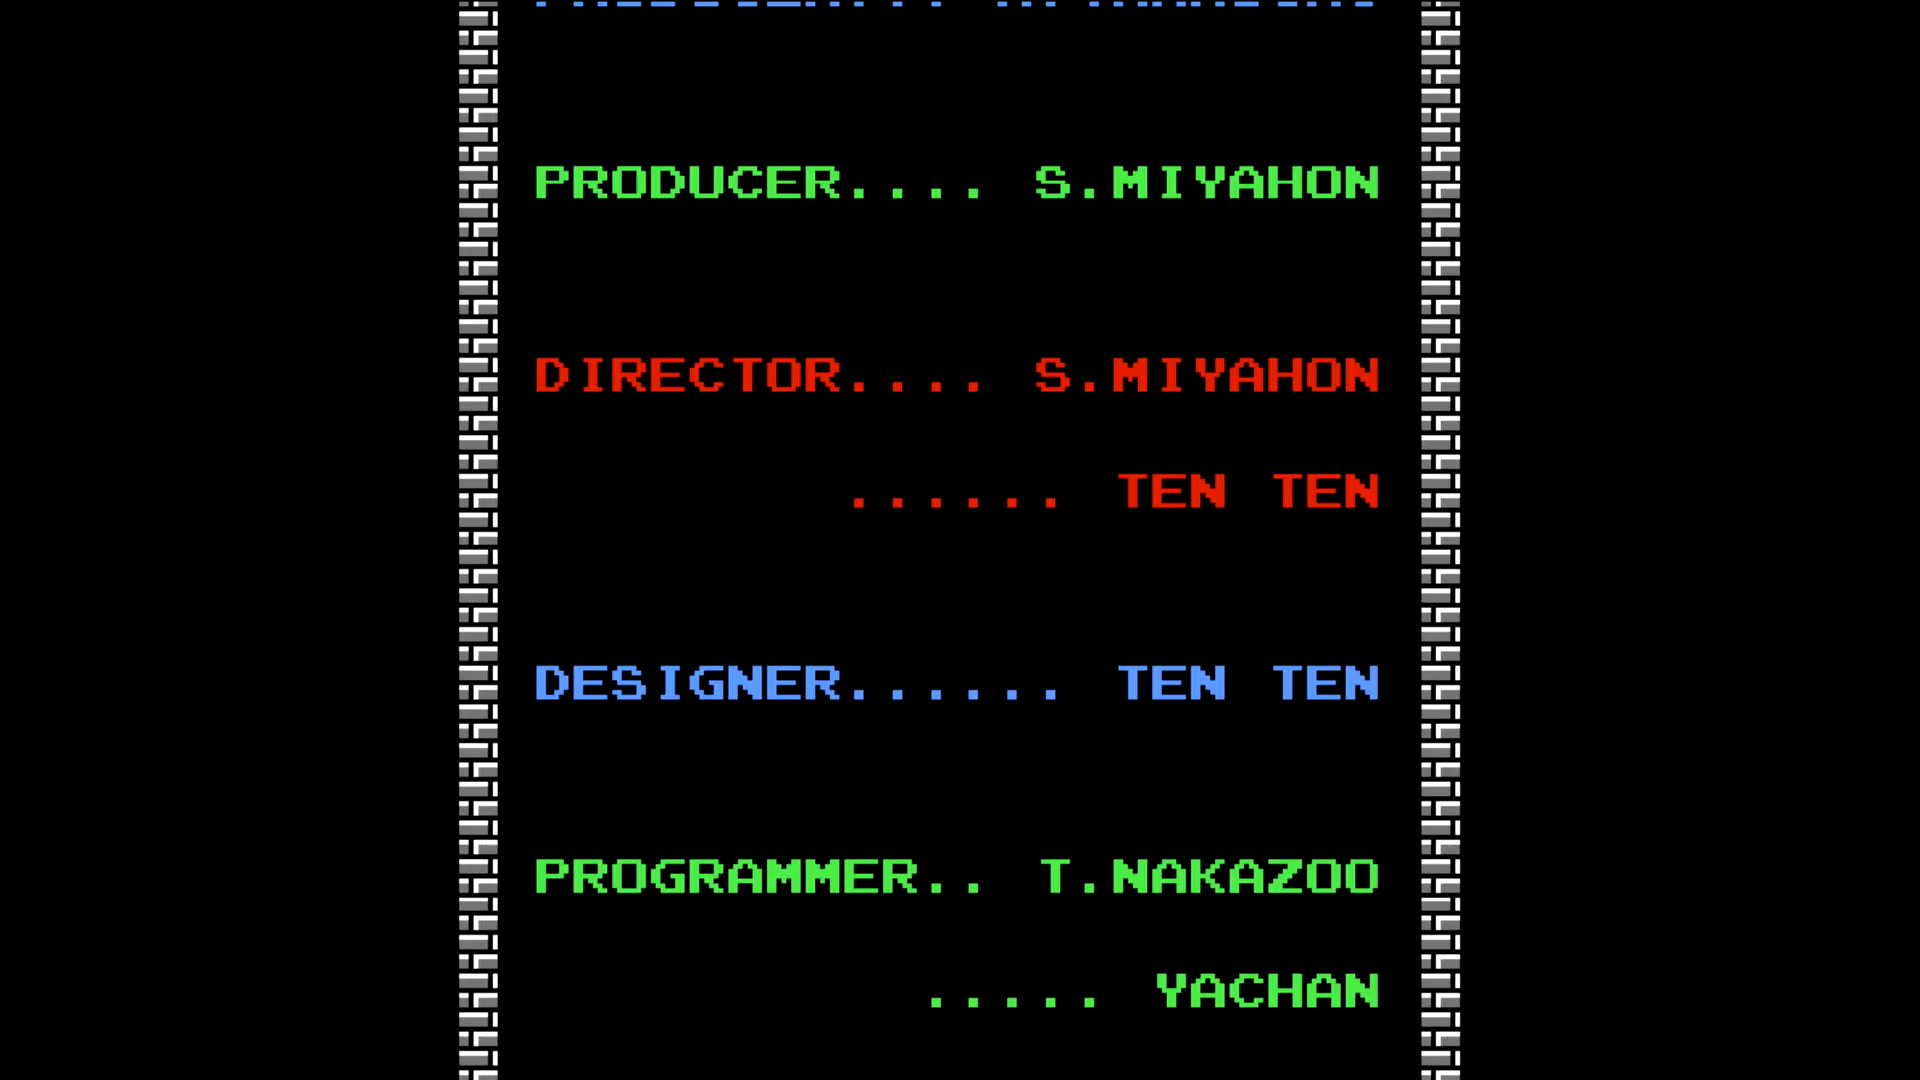 PRODUCER.... S.MIYAHON
DIRECTOR.... S.MIYAHON
...... TEN TEN
DESIGNER...... TEN TEN
PROGRAMMER.. T.NAKAZOO
..... YACHAN